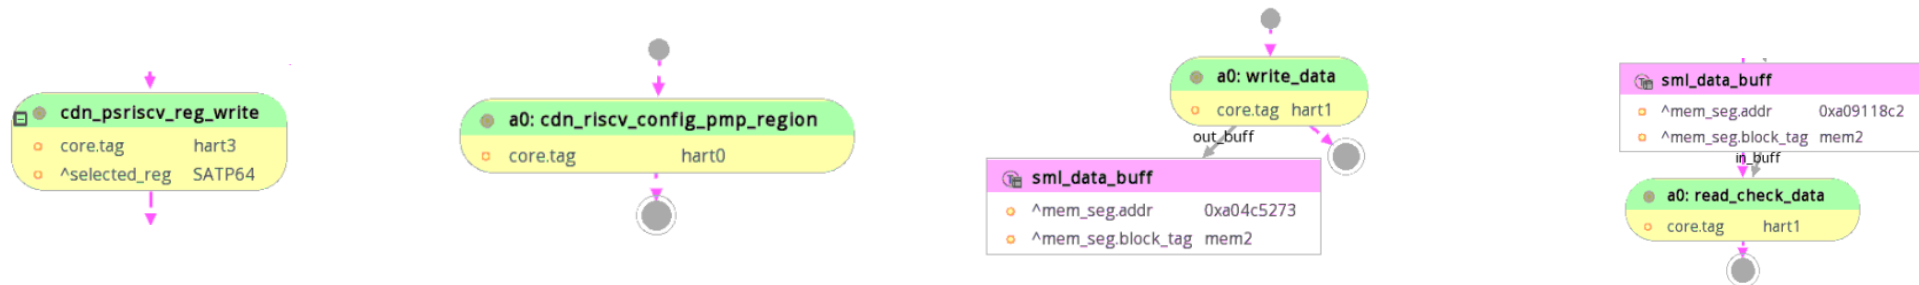 cdn_psriscv_reg_write
core.tag hart3
^selected_reg SATP64
a0: cdn_riscv_config_pmp_region
core.tag hart0
a0: write_data
core.tag hart1
out_buff
sml_data_buff
^mem_seg.addr 0xa04c5273
^mem_seg.block_tag mem2
sml_data_buff
^mem_seg.addr 0xa09118c2
^mem_seg.block_tag mem2
in_buff
a0: read_check_data
core.tag hart1